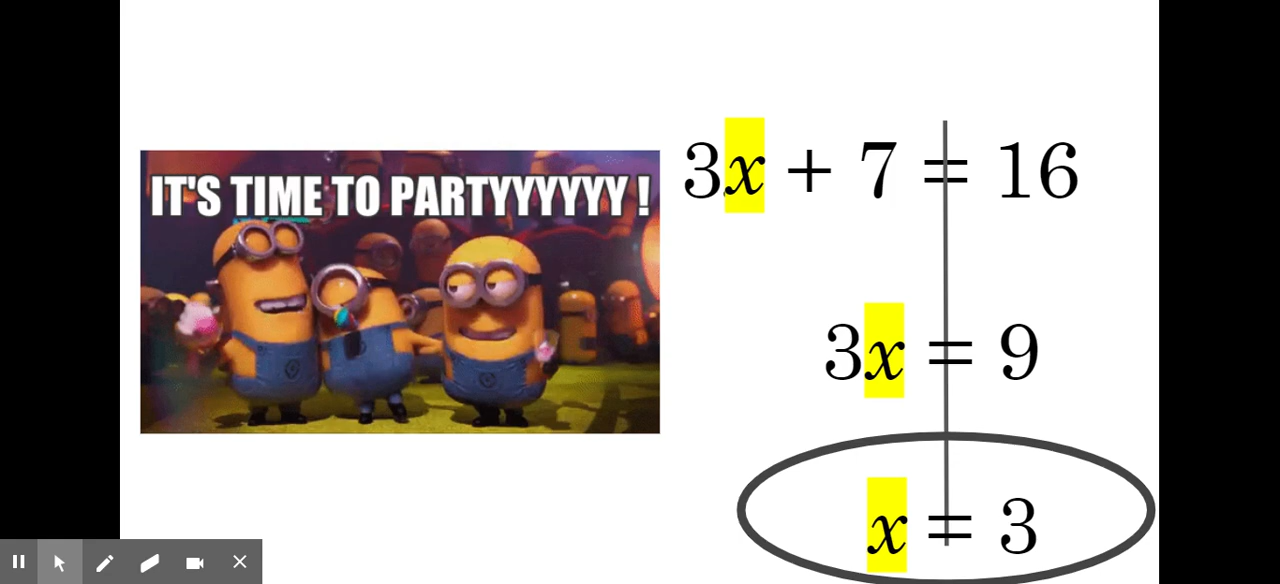 IT'S TIME TO PARTYYYYYY !
3x + 7 = 16
3x = 9
x = 3